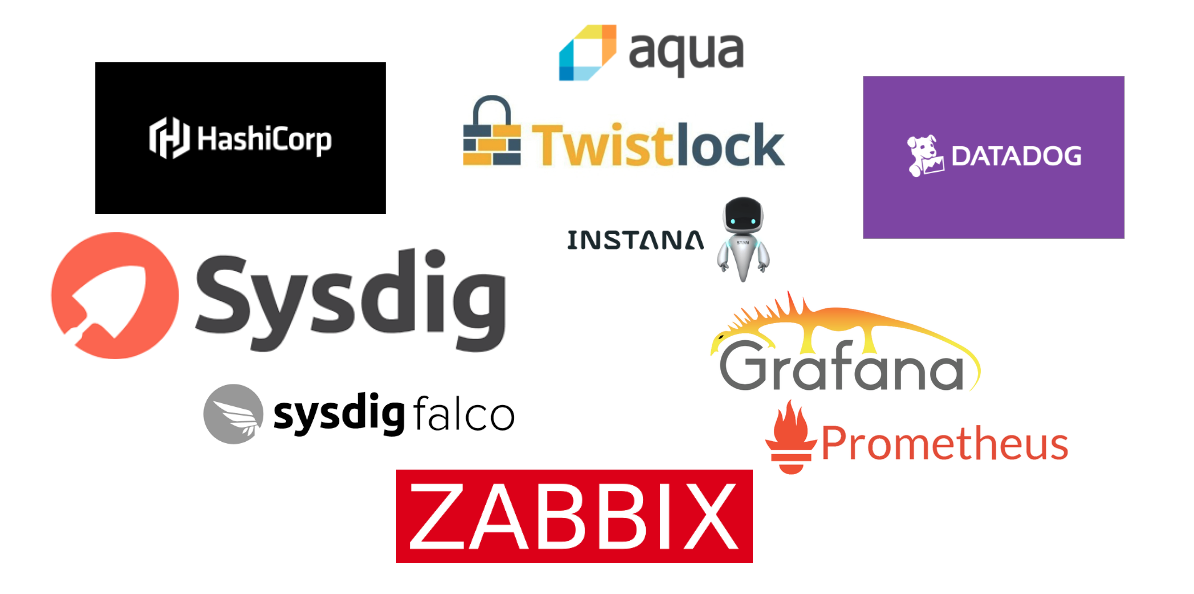 aqua
HashiCorp
Twistlock
DATADOG
INSTANA
Sysdig
Grafana
sysdig falco
Prometheus
ZABBIX